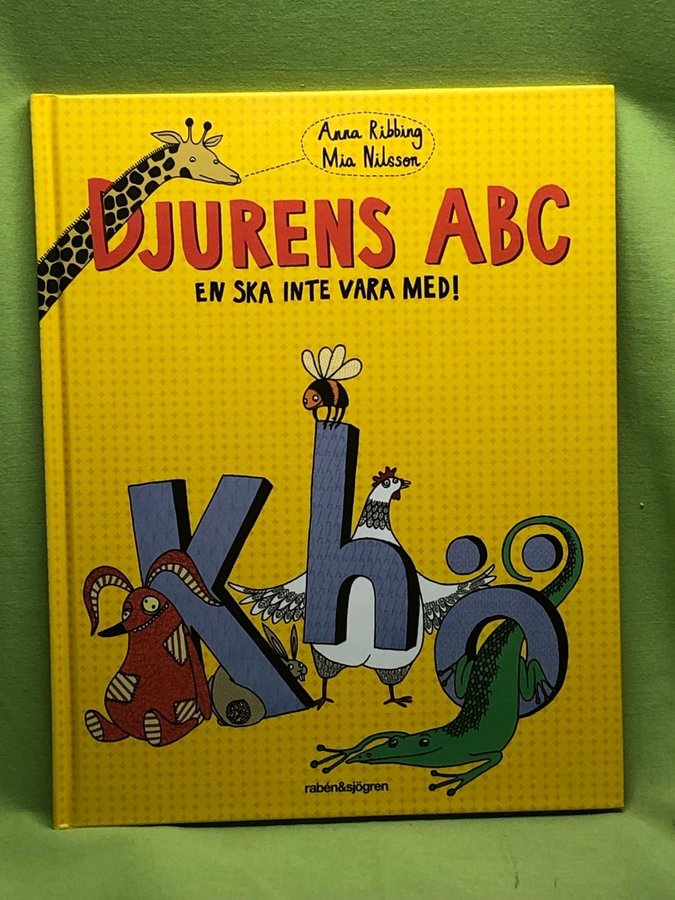 Anna Ribbing
Mia Nilsson
DJURENS ABC
EN SKA INTE VARA MED!
Khö
rabén&sjögren